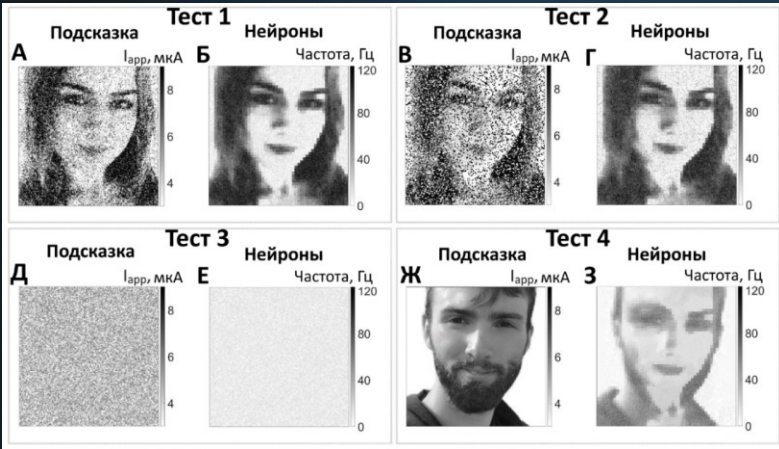 Тест 1
Подсказка
Нейроны
А
Iapp, мкА
Б
Частота, Гц
8
6
4
120
80
40
0
Тест 2
Подсказка
Нейроны
В
Iapp, мкА
Г
Частота, Гц
8
6
4
120
80
40
0
Тест 3
Подсказка
Нейроны
Д
Iapp, мкА
Е
Частота, Гц
8
6
4
120
80
40
0
Тест 4
Подсказка
Нейроны
Ж
Iapp, мкА
З
Частота, Гц
8
6
4
120
80
40
0